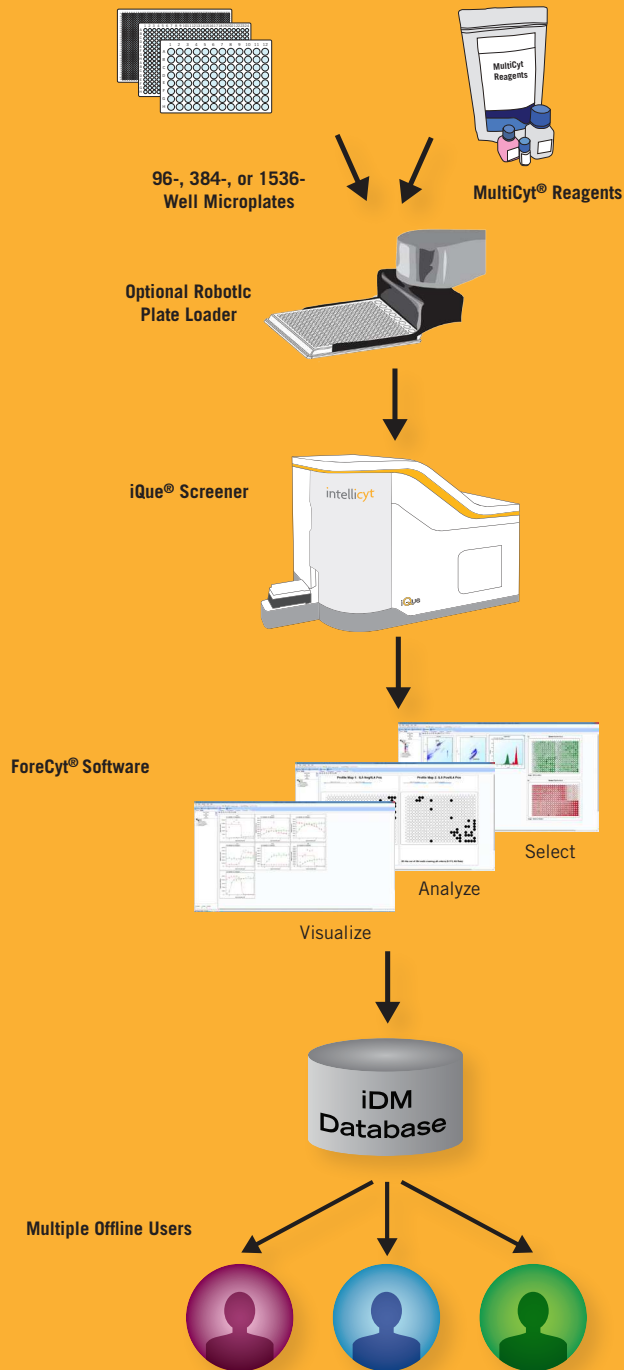 MultiCyt
Reagents
96-, 384-, or 1536-
Well Microplates
MultiCyt® Reagents
Optional Robotic
Plate Loader
iQue® Screener
intellicyt
iQue
ForeCyt® Software
Select
Analyze
Visualize
iDM
Database
Multiple Offline Users